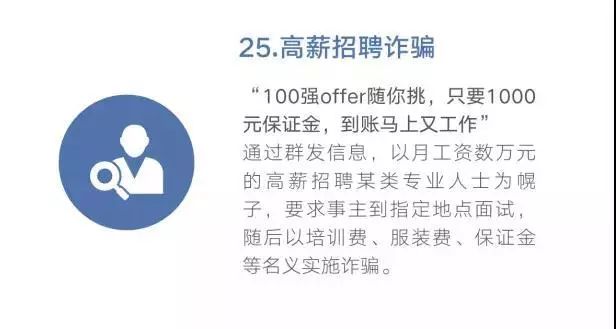 25.高薪招聘诈骗
“100强offer随你挑，只要1000
元保证金，到账马上又工作”
通过群发信息，以月工资数万元
的高薪招聘某类专业人士为幌
子，要求事主到指定地点面试，
随后以培训费、服装费、保证金
等名义实施诈骗。